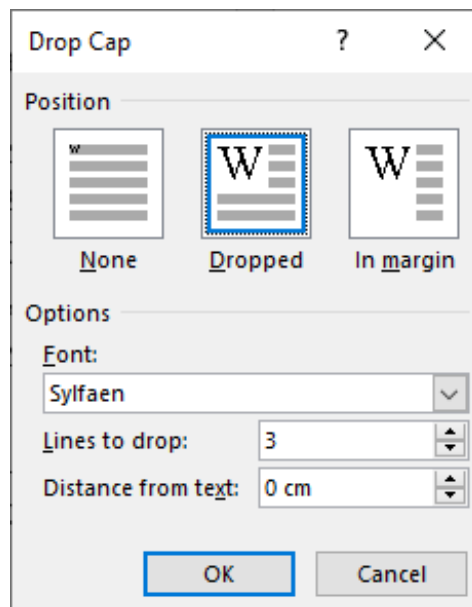 Drop Cap ? ×
Position
W W W
None Dropped In margin
Options
Font:
Sylfaen
Lines to drop: 3
Distance from text: 0 cm
OK Cancel